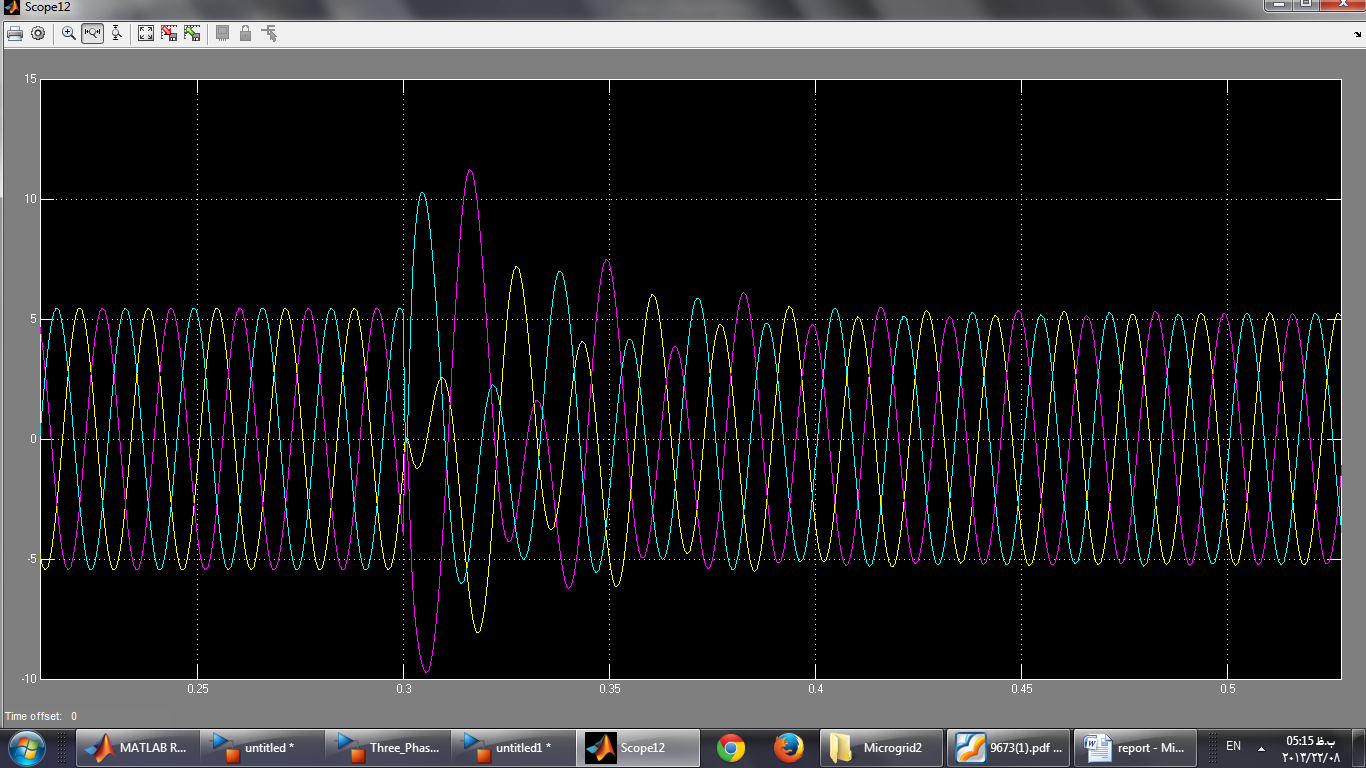 Scope12
15
10
5
0
-5
-10
0.25 0.3 0.35 0.4 0.45 0.5
Time offset: 0
MATLAB R... untitled * Three_Phas... untitled1 * Scope12 Microgrid2 9673(1).pdf ... report - Mi... EN 05:15 ب.ظ
۲۰۱۳/۲۲/۰۸